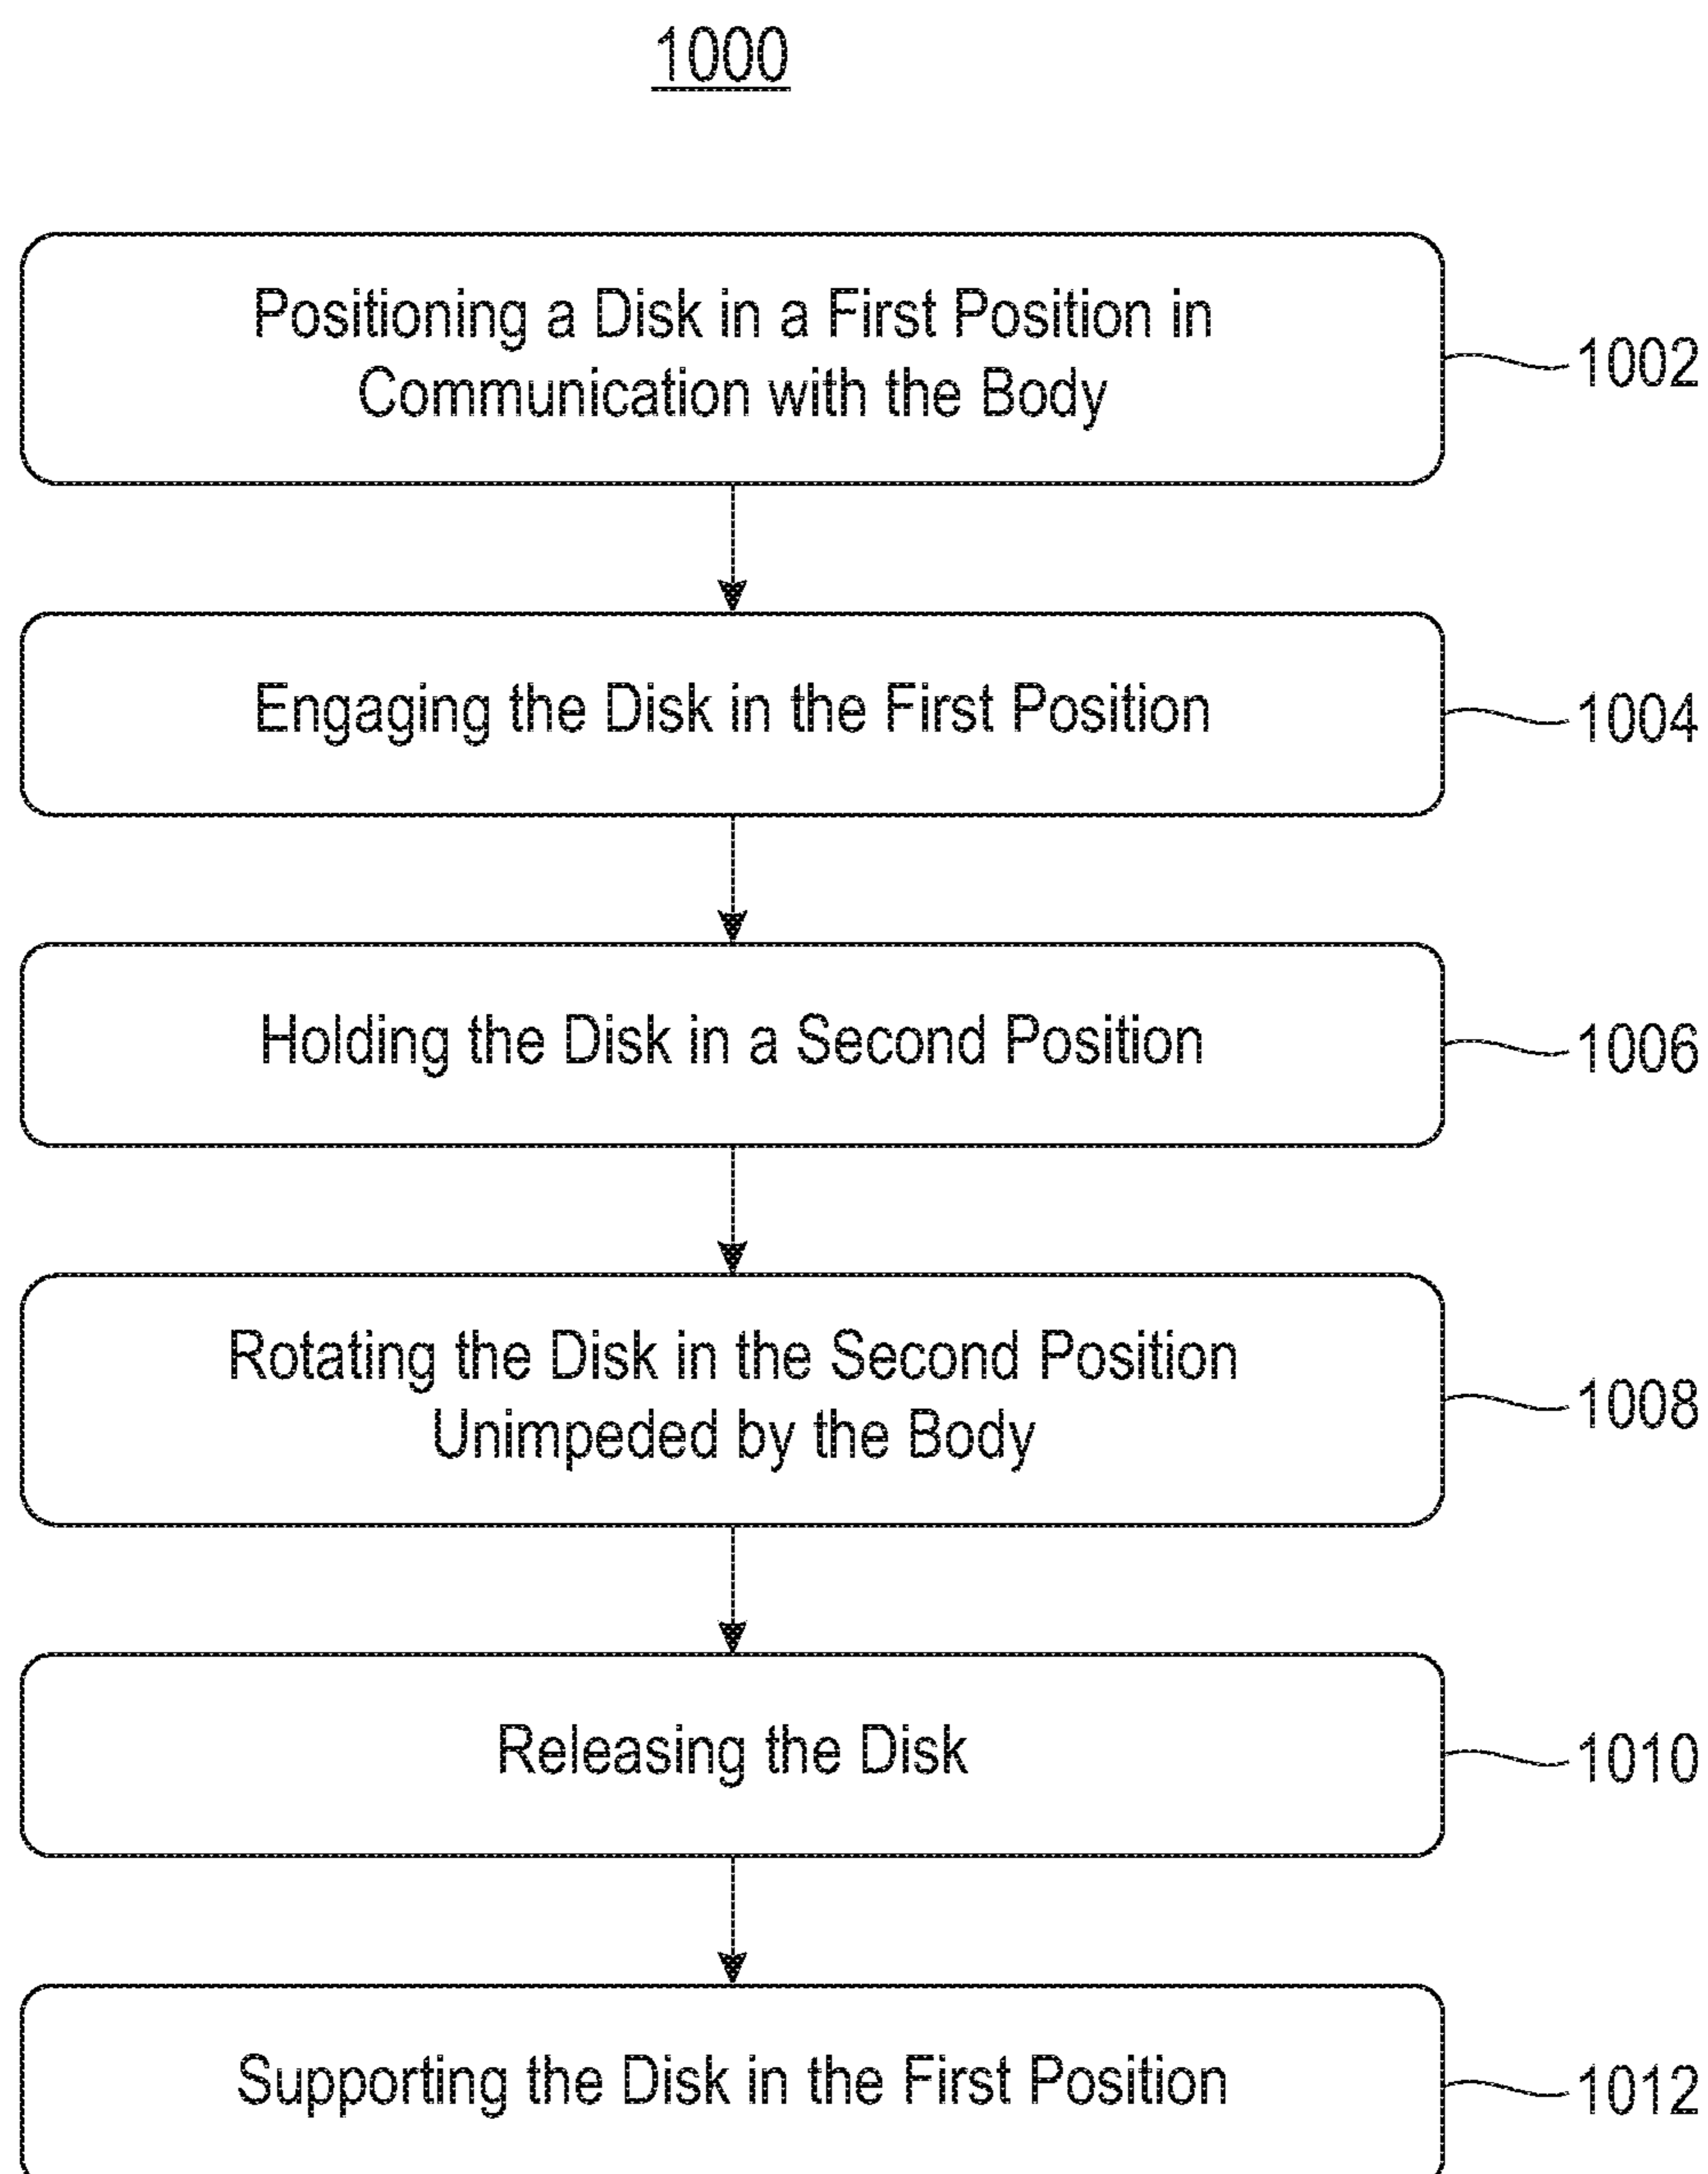 1000
Positioning a Disk in a First Position in
Communication with the Body
1002
Engaging the Disk in the First Position
1004
Holding the Disk in a Second Position
1006
Rotating the Disk in the Second Position
Unimpeded by the Body
1008
Releasing the Disk
1010
Supporting the Disk in the First Position
1012